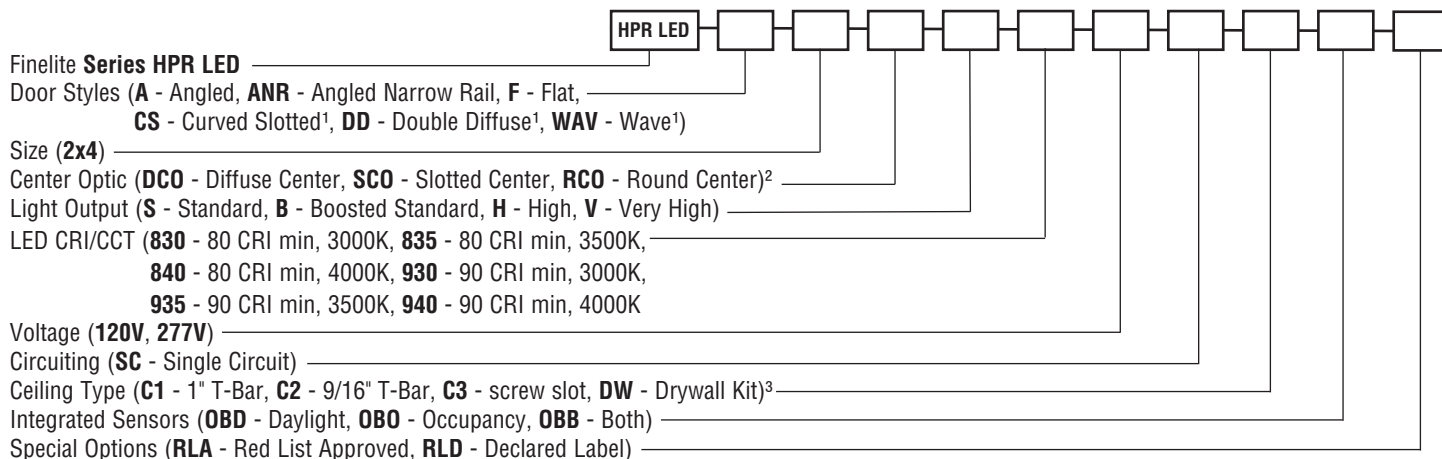 HPR LED
Finelite Series HPR LED
Door Styles (A - Angled, ANR - Angled Narrow Rail, F - Flat,
CS - Curved Slotted¹, DD - Double Diffuse¹, WAV - Wave¹)
Size (2x4)
Center Optic (DCO - Diffuse Center, SCO - Slotted Center, RCO - Round Center)²
Light Output (S - Standard, B - Boosted Standard, H - High, V - Very High)
LED CRI/CCT (830 - 80 CRI min, 3000K, 835 - 80 CRI min, 3500K,
840 - 80 CRI min, 4000K, 930 - 90 CRI min, 3000K,
935 - 90 CRI min, 3500K, 940 - 90 CRI min, 4000K
Voltage (120V, 277V)
Circuiting (SC - Single Circuit)
Ceiling Type (C1 - 1" T-Bar, C2 - 9/16" T-Bar, C3 - screw slot, DW - Drywall Kit)³
Integrated Sensors (OBD - Daylight, OBO - Occupancy, OBB - Both)
Special Options (RLA - Red List Approved, RLD - Declared Label)